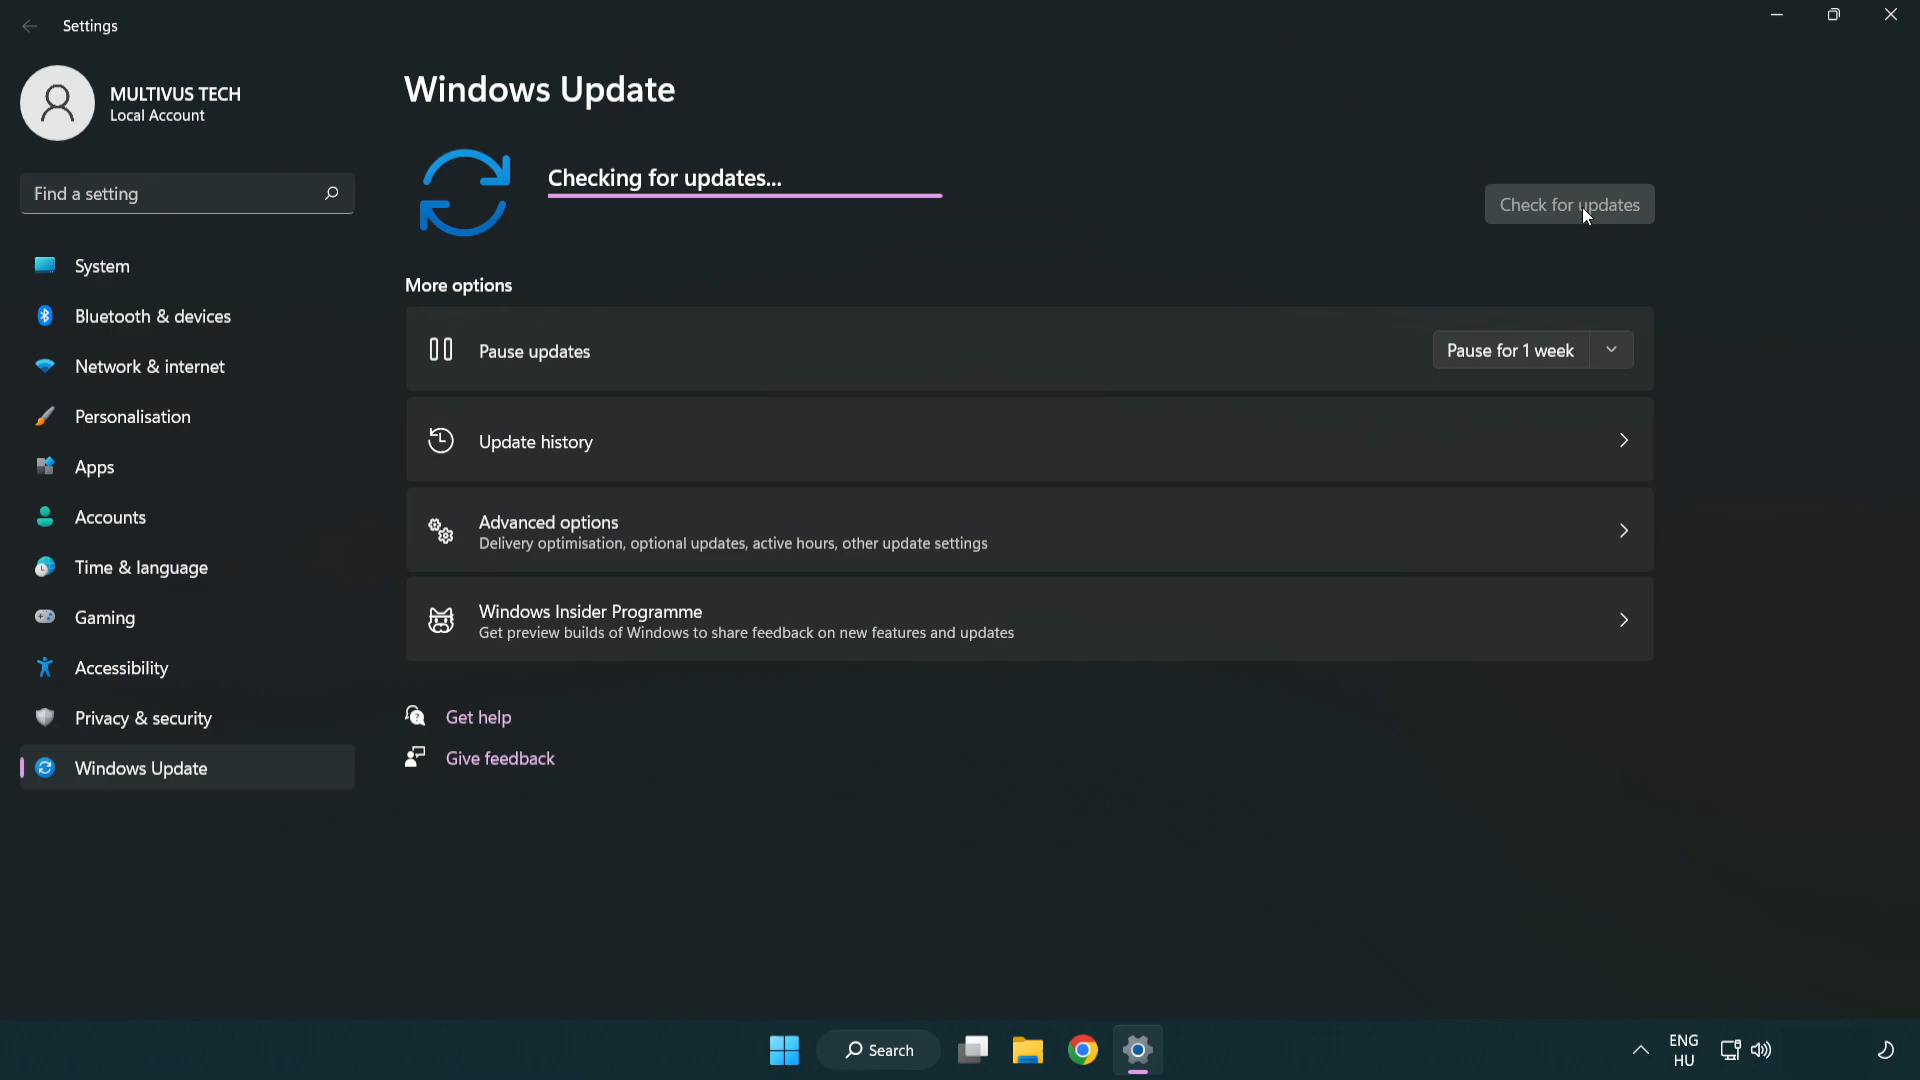 Settings
MULTIVUS TECH
Local Account
Find a setting
System
Bluetooth & devices
Network & internet
Personalisation
Apps
Accounts
Time & language
Gaming
Accessibility
Privacy & security
Windows Update
Windows Update
Checking for updates...
Check for updates
More options
Pause updates
Pause for 1 week
Update history
Advanced options
Delivery optimisation, optional updates, active hours, other update settings
Windows Insider Programme
Get preview builds of Windows to share feedback on new features and updates
Get help
Give feedback
Search
ENG
HU